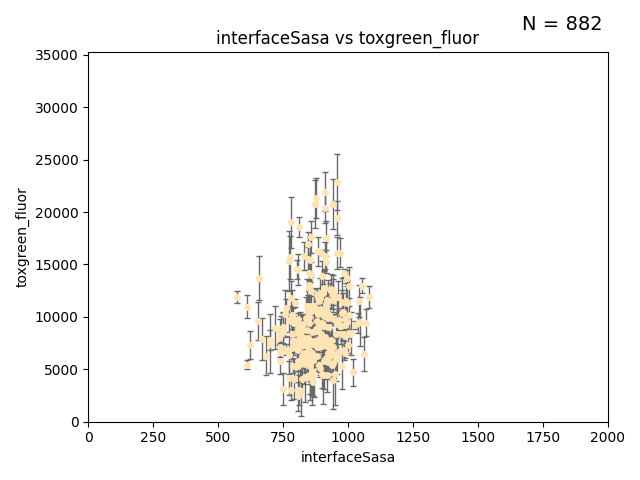 N = 882
interfaceSasa vs toxgreen_fluor
35000
30000
25000
20000
15000
10000
5000
0
toxgreen_fluor
0 250 500 750 1000 1250 1500 1750 2000
interfaceSasa